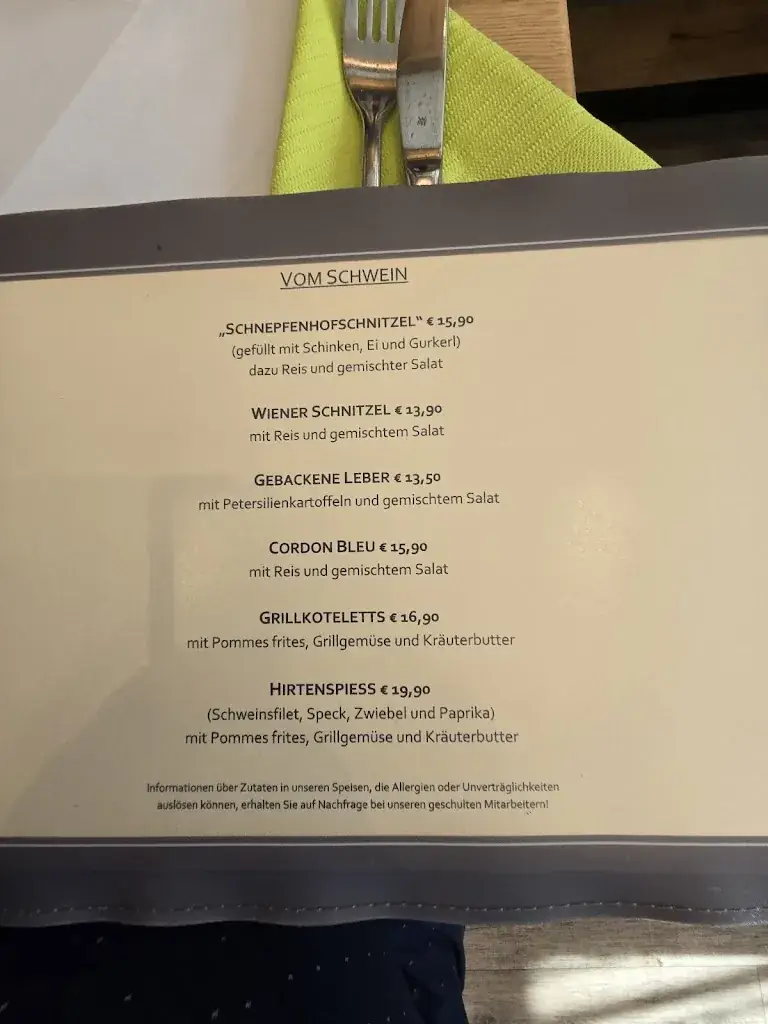 VOM SCHWEIN
„SCHNEPFENHOFSCHNITZEL“ € 15,90
(gefüllt mit Schinken, Ei und Gurkerl)
dazu Reis und gemischter Salat
WIENER SCHNITZEL € 13,90
mit Reis und gemischtem Salat
GEBACKENE LEBER € 13,50
mit Petersilienkartoffeln und gemischtem Salat
CORDON BLEU € 15,90
mit Reis und gemischtem Salat
GRILLKOTELETTS € 16,90
mit Pommes frites, Grillgemüse und Kräuterbutter
HIRTENSPIESS € 19,90
(Schweinsfilet, Speck, Zwiebel und Paprika)
mit Pommes frites, Grillgemüse und Kräuterbutter
Informationen über Zutaten in unseren Speisen, die Allergien oder Unverträglichkeiten
auslösen können, erhalten Sie auf Nachfrage bei unseren geschulten Mitarbeitern!